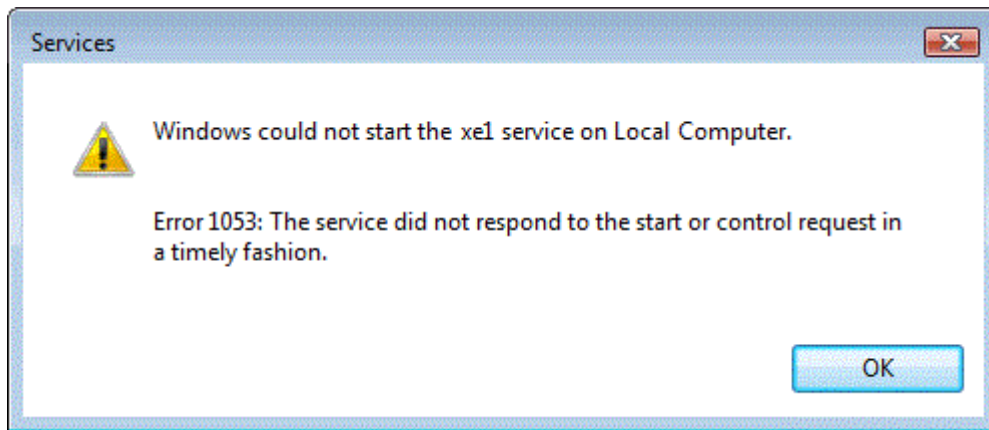 Services
Windows could not start the xe1 service on Local Computer.
Error 1053: The service did not respond to the start or control request in
a timely fashion.
OK